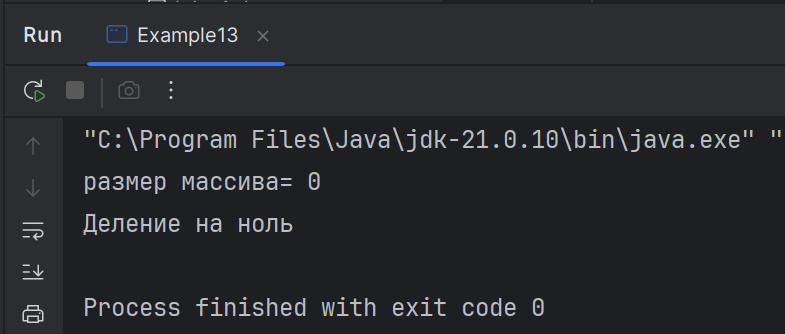 Run Example13
"C:\Program Files\Java\jdk-21.0.10\bin\java.exe" "
размер массива= 0
Деление на ноль
Process finished with exit code 0